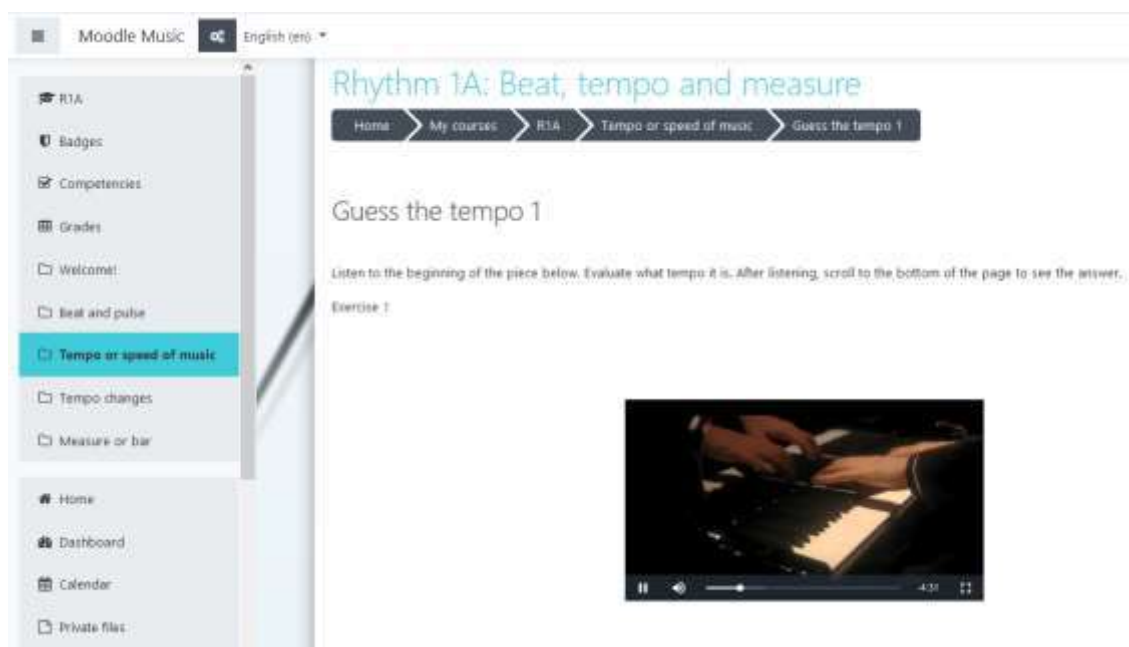 Moodle Music English (en)
R1A
Badges
Competencies
Grades
Welcome!
Beat and pulse
Tempo or speed of music
Tempo changes
Measure or bar
Home
Dashboard
Calendar
Private files
Rhythm 1A: Beat, tempo and measure
Home My courses R1A Tempo or speed of music Guess the tempo 1
Guess the tempo 1
Listen to the beginning of the piece below. Evaluate what tempo it is. After listening, scroll to the bottom of the page to see the answer.
Exercise 1